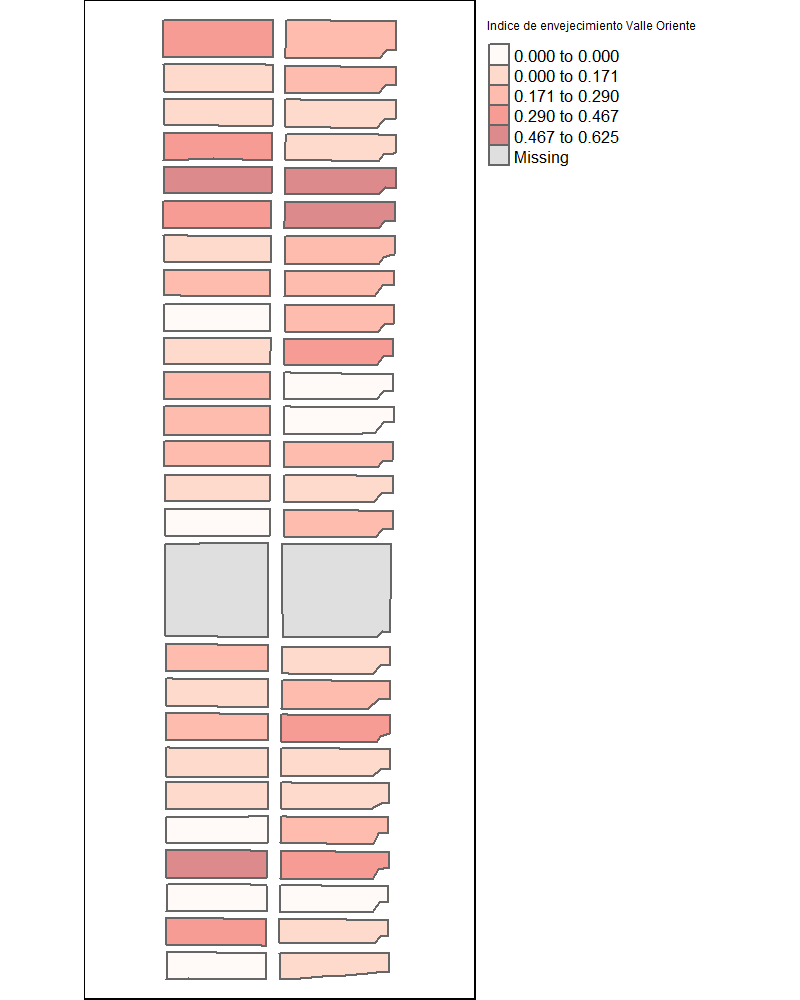 Indice de envejecimiento Valle Oriente
0.000 to 0.000
0.000 to 0.171
0.171 to 0.290
0.290 to 0.467
0.467 to 0.625
Missing